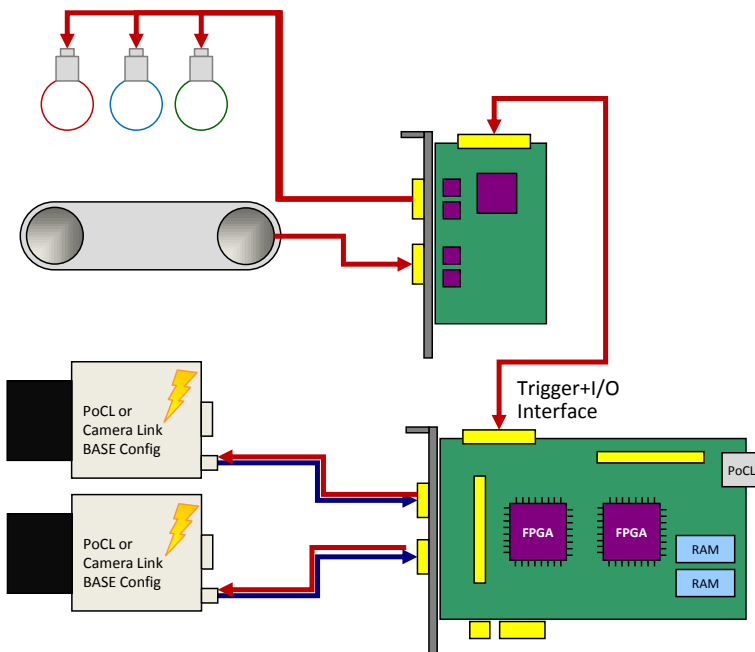 Trigger+I/O
Interface
PoCL or
Camera Link
BASE Config
PoCL
FPGA
FPGA
RAM
RAM
PoCL or
Camera Link
BASE Config